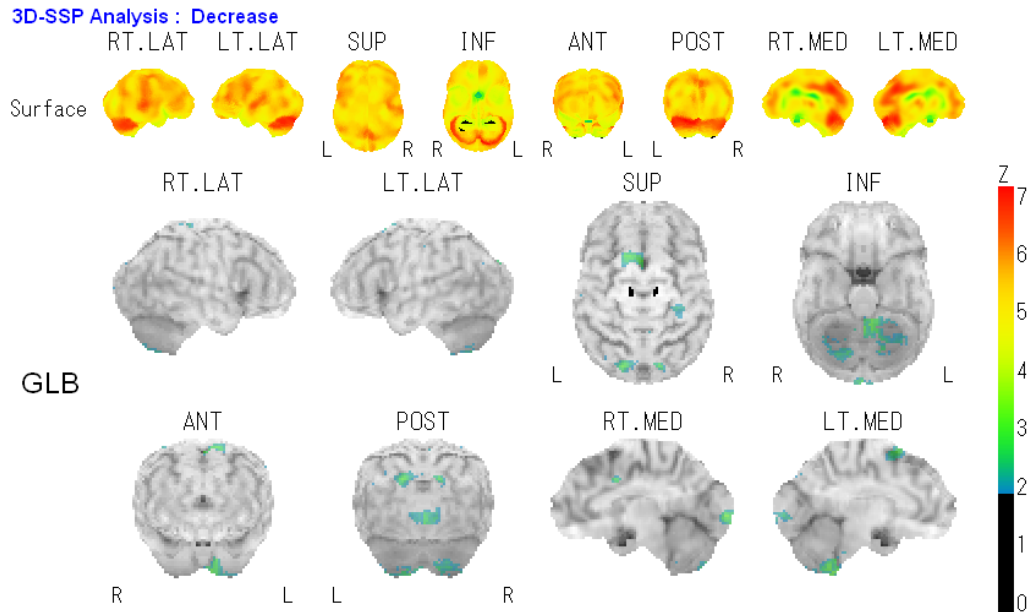 3D-SSP Analysis : Decrease
RT.LAT LT.LAT SUP INF ANT POST RT.MED LT.MED
Surface
L R R L R L L R
RT.LAT LT.LAT SUP INF
Z
7
6
5
4
3
2
1
0
L R R L
GLB
ANT POST RT.MED LT.MED
R L L R